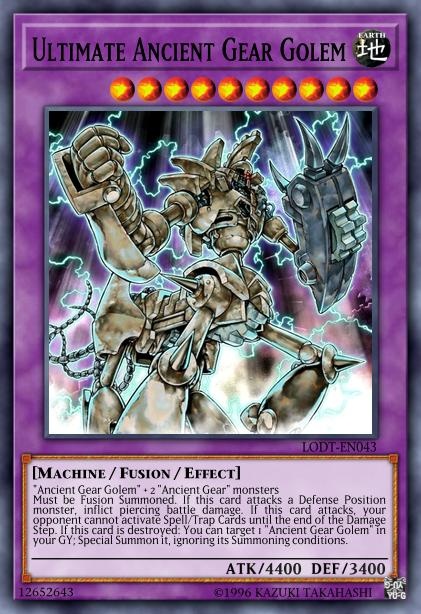 ULTIMATE ANCIENT GEAR GOLEM
EARTH
地
LODT-EN043
[MACHINE / FUSION / EFFECT]
"Ancient Gear Golem" + 2 "Ancient Gear" monsters
Must be Fusion Summoned. If this card attacks a Defense Position
monster, inflict piercing battle damage. If this card attacks, your
opponent cannot activate Spell/Trap Cards until the end of the Damage
Step. If this card is destroyed: You can target 1 "Ancient Gear Golem" in
your GY; Special Summon it, ignoring its Summoning conditions.
ATK/4400 DEF/3400
12652643
©1996 KAZUKI TAKAHASHI